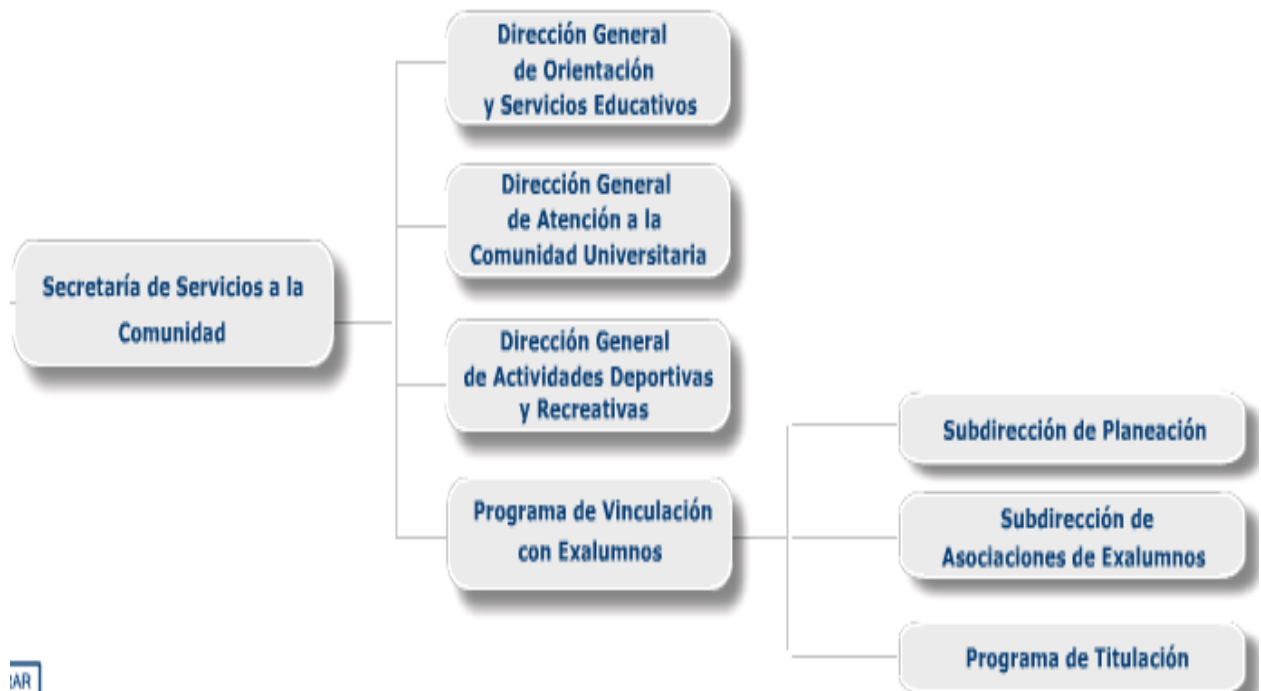 Dirección General
de Orientación
y Servicios Educativos
Dirección General
de Atención a la
Comunidad Universitaria
Secretaría de Servicios a la
Comunidad
Dirección General
de Actividades Deportivas
y Recreativas
Programa de Vinculación
con Exalumnos
Subdirección de Planeación
Subdirección de
Asociaciones de Exalumnos
Programa de Titulación